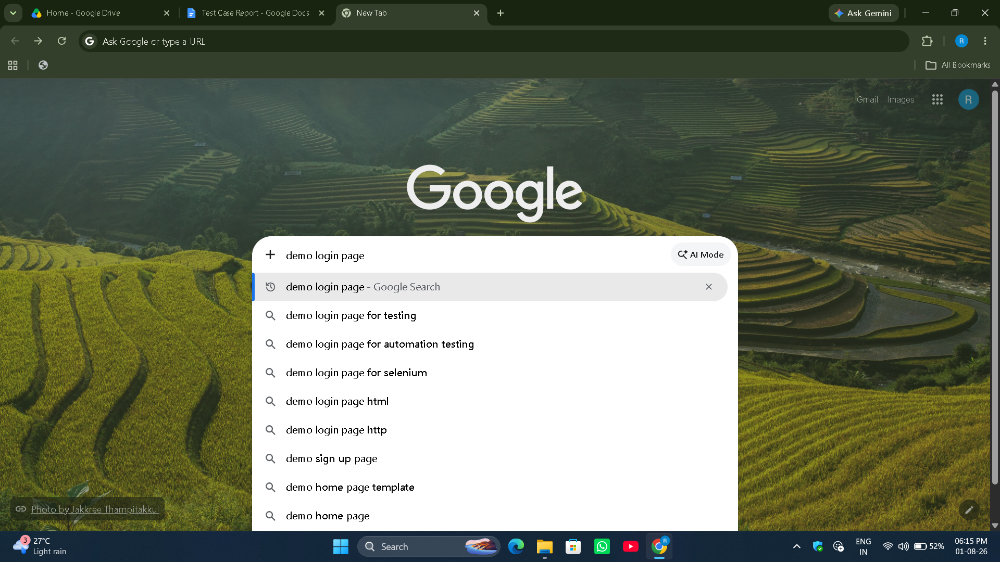 Home - Google Drive
Test Case Report - Google Docs
New Tab
Ask Gemini
Ask Google or type a URL
R
All Bookmarks
Gmail Images
R
Google
demo login page
AI Mode
demo login page - Google Search
demo login page for testing
demo login page for automation testing
demo login page for selenium
demo login page html
demo login page http
demo sign up page
demo home page template
demo home page
Photo by Jakkree Thampitakkul
3
27°C
Light rain
Search
R
ENG
IN
52%
06:15 PM
01-08-26